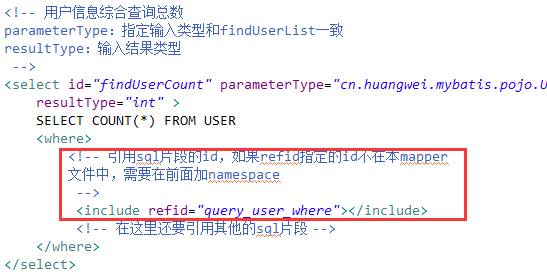 <!-- 用户信息综合查询总数
parameterType：指定输入类型和findUserList一致
resultType：输入结果类型
-->
<select id="findUserCount" parameterType="cn.huangwei.mybatis.pojo.U
resultType="int" >
SELECT COUNT(*) FROM USER
<where>
<!-- 引用sql片段的id，如果refid指定的id不在本mapper
文件中，需要在前面加namespace
-->
<include refid="query_user_where"></include>
<!-- 在这里还要引用其他的sql片段 -->
</where>
</select>